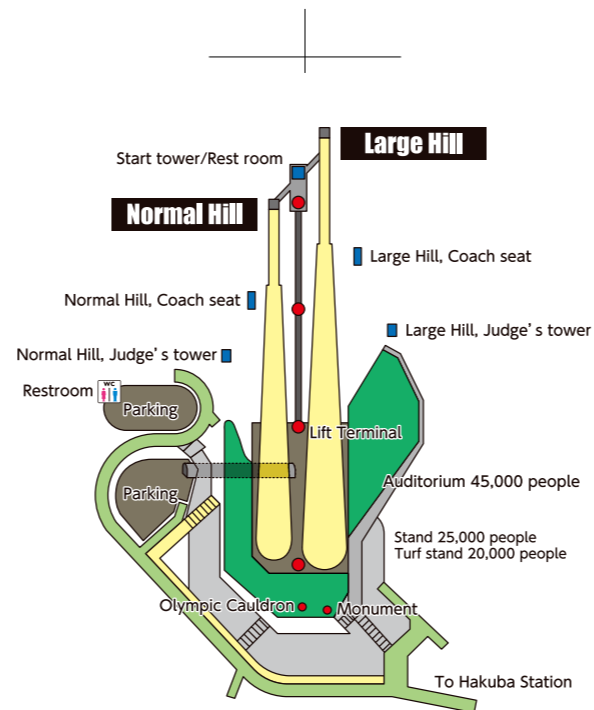 Large Hill
Start tower/Rest room
Normal Hill
Large Hill, Coach seat
Normal Hill, Coach seat
Large Hill, Judge's tower
Normal Hill, Judge's tower
Restroom
WC
Parking
Lift Terminal
Auditorium 45,000 people
Parking
Stand 25,000 people
Turf stand 20,000 people
Olympic Cauldron
Monument
To Hakuba Station